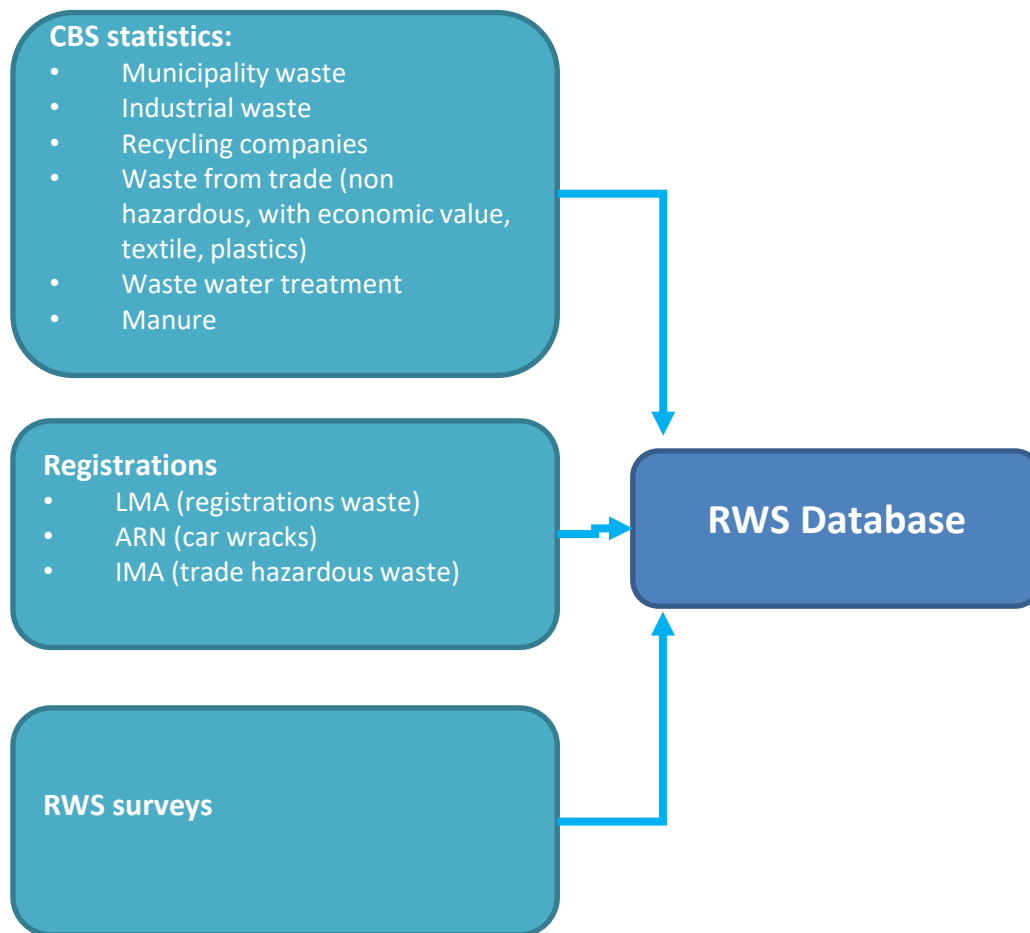 CBS statistics:
• Municipality waste
• Industrial waste
• Recycling companies
• Waste from trade (non
hazardous, with economic value,
textile, plastics)
• Waste water treatment
• Manure
Registrations
• LMA (registrations waste)
• ARN (car wracks)
• IMA (trade hazardous waste)
RWS Database
RWS surveys